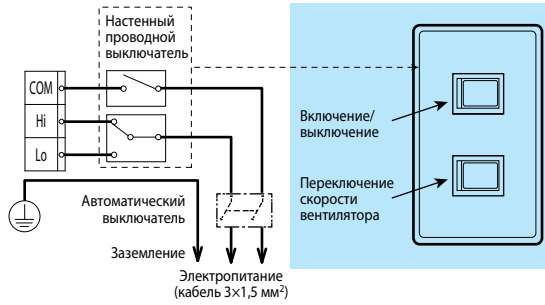 Настенный
проводной
выключатель
COM
Hi
Lo
Автоматический
выключатель
Заземление
Электропитание
(кабель 3×1,5 мм²)
Включение/
выключение
Переключение
скорости
вентилятора